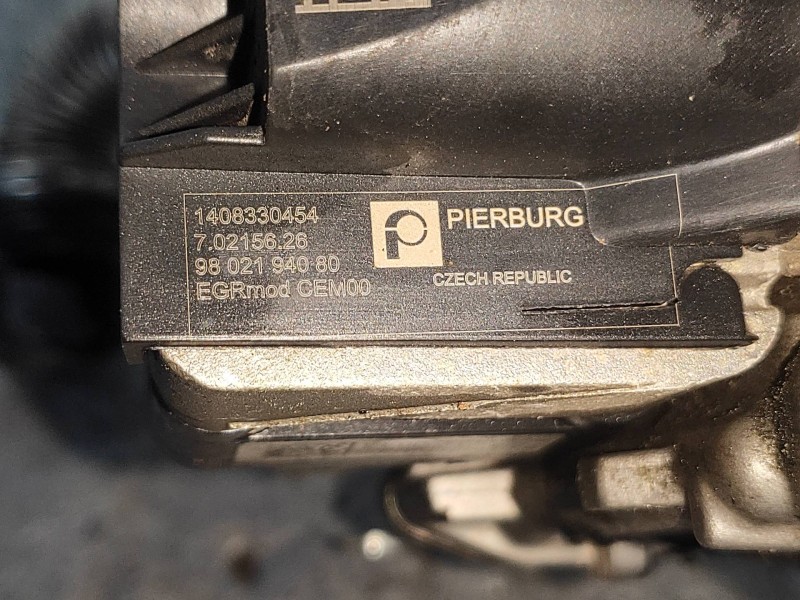 1408330454
7.02156.26
98 021 940 80
EGRmod CEM00
PIERBURG
CZECH REPUBLIC